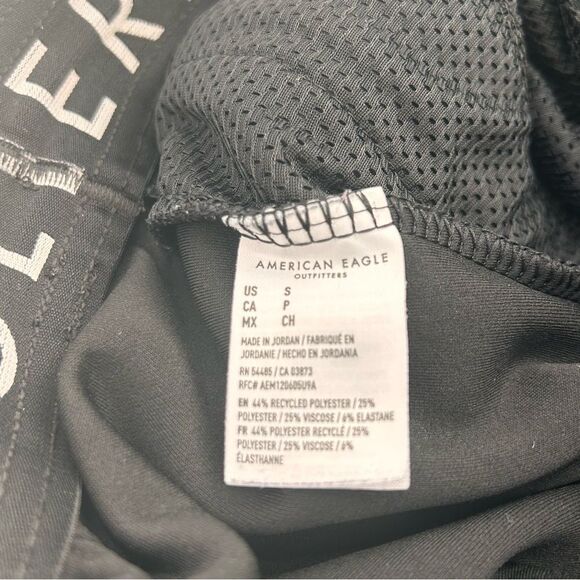 LIER
OL
AMERICAN EAGLE
OUTFITTERS
US S
CA P
MX CH
MADE IN JORDAN / FABRIQUÉ EN
JORDANIE / HECHO EN JORDANIA
RN 54485 / CA 03873
RFC# AEM120605U9A
EN 44% RECYCLED POLYESTER / 25%
POLYESTER / 25% VISCOSE / 6% ELASTANE
FR 44% POLYESTER RECYCLÉ / 25%
POLYESTER / 25% VISCOSE / 6%
ÉLASTHANNE